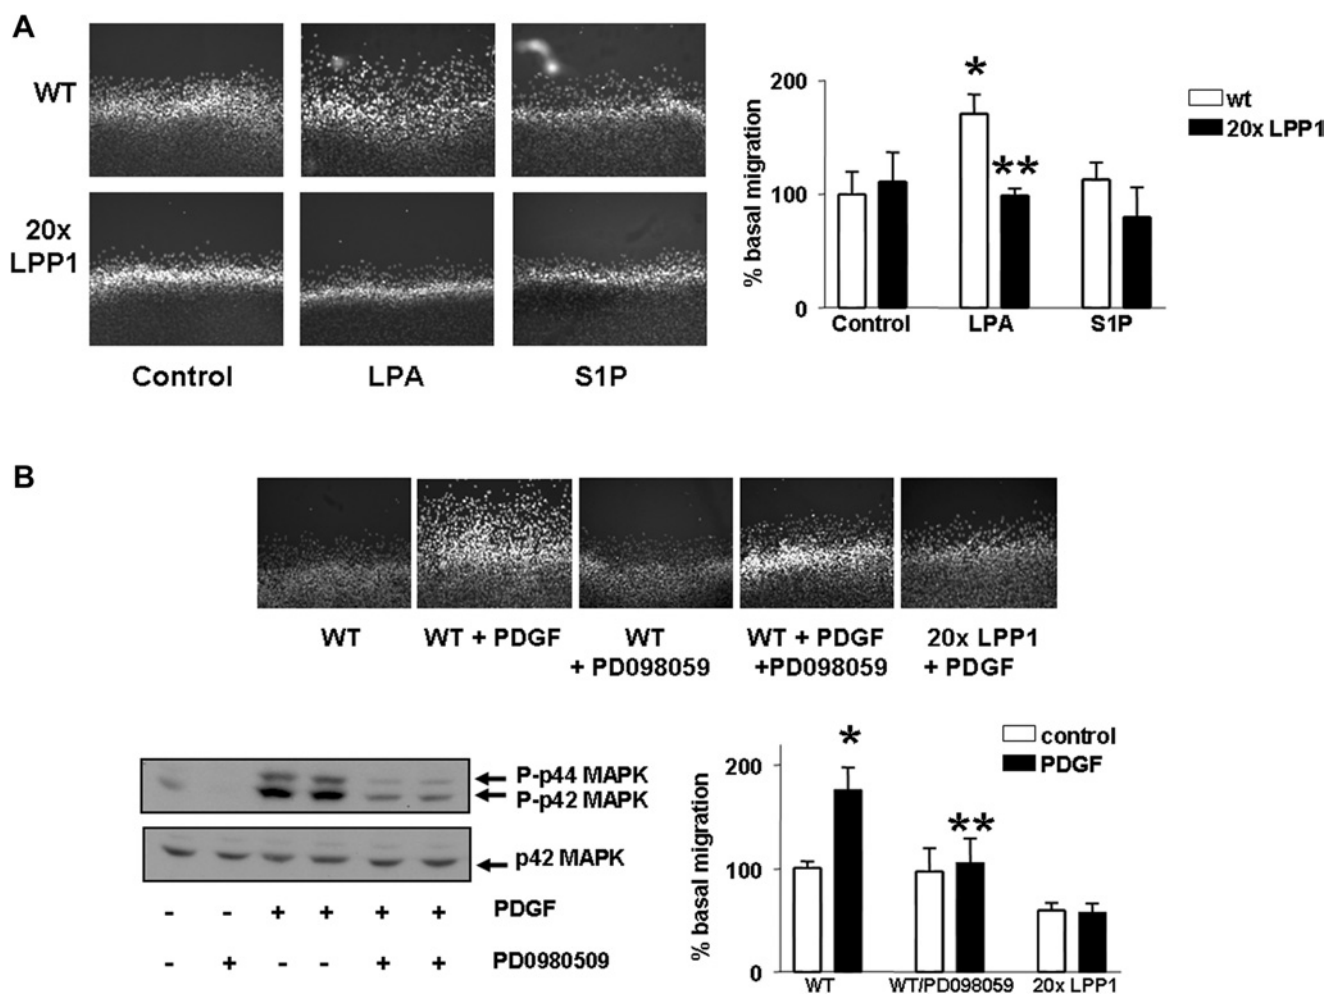 A
WT
20x
LPP1
Control
LPA
S1P
% basal migration
200
100
0
*
**
Control
LPA
S1P
wt
20x LPP1
B
WT
WT + PDGF
WT
+ PD098059
WT + PDGF
+PD098059
20x LPP1
+ PDGF
P-p44 MAPK
P-p42 MAPK
p42 MAPK
- - + + + + PDGF
- + - - + + PD0980509
% basal migration
200
100
0
*
**
WT
WT/PD098059
20x LPP1
control
PDGF